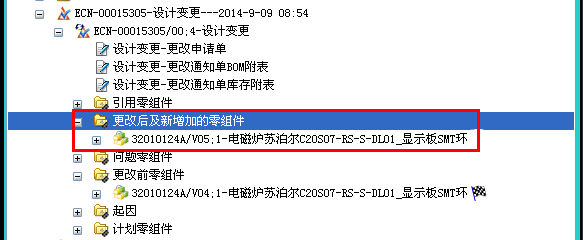 ECN-00015305-设计变更---2014-9-09 08:54
ECN-00015305/00;4-设计变更
设计变更-更改申请单
设计变更-更改通知单BOM附表
设计变更-更改通知单库存附表
引用零组件
更改后及新增加的零组件
32010124A/V05;1-电磁炉苏泊尔C20S07-RS-S-DL01_显示板SMT环
问题零组件
更改前零组件
32010124A/V04;1-电磁炉苏泊尔C20S07-RS-S-DL01_显示板SMT环
起因
计划零组件